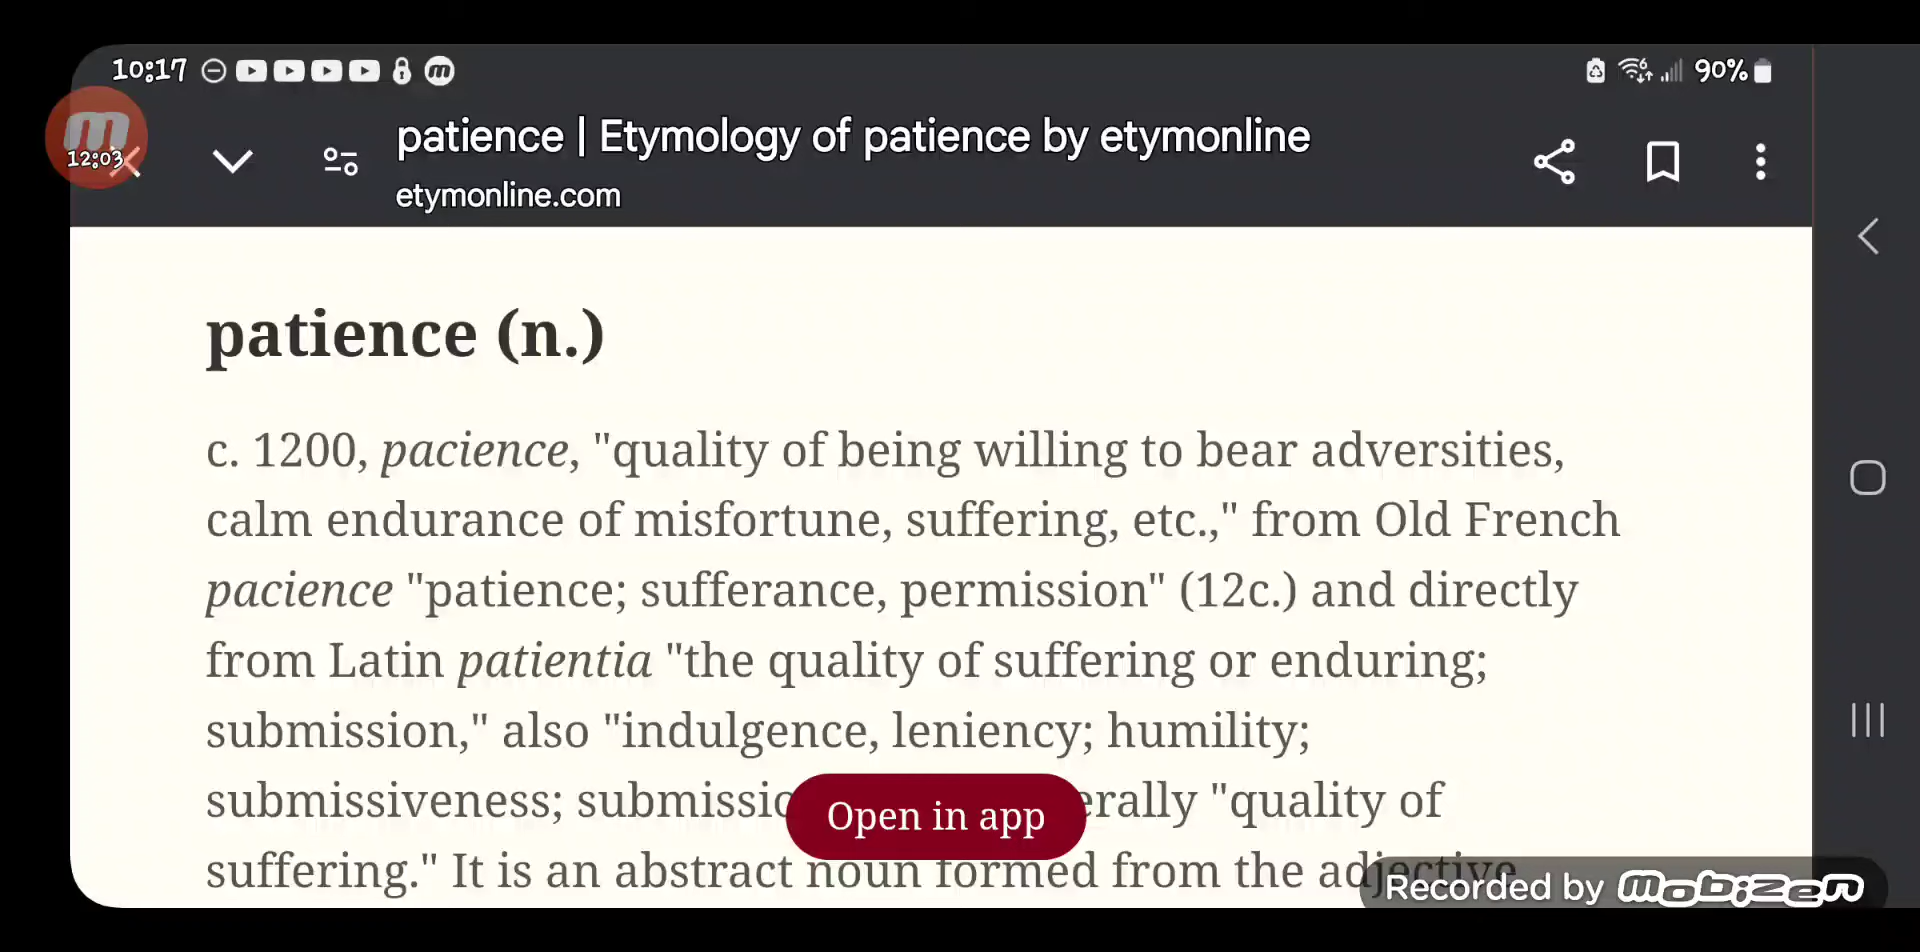 10:17
90%
12:03
patience | Etymology of patience by etymonline
etymonline.com
patience (n.)
c. 1200, pacience, "quality of being willing to bear adversities,
calm endurance of misfortune, suffering, etc.," from Old French
pacience "patience; sufferance, permission" (12c.) and directly
from Latin patientia "the quality of suffering or enduring;
submission," also "indulgence, leniency; humility;
submissiveness; "quality of
Open in app
suffering." It is an abstract noun formed from the adjective
Recorded by Mobizen